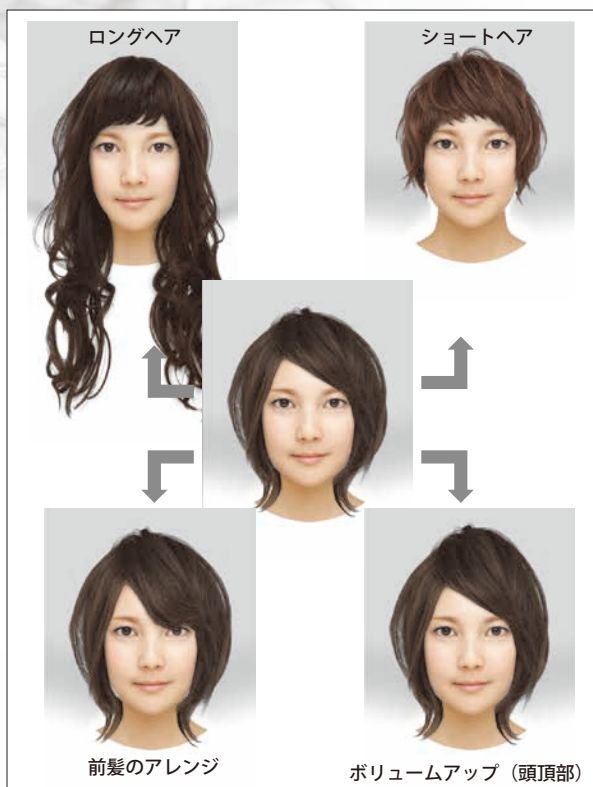 ロングヘア
ショートヘア
前髪のアレンジ
ボリュームアップ（頭頂部）